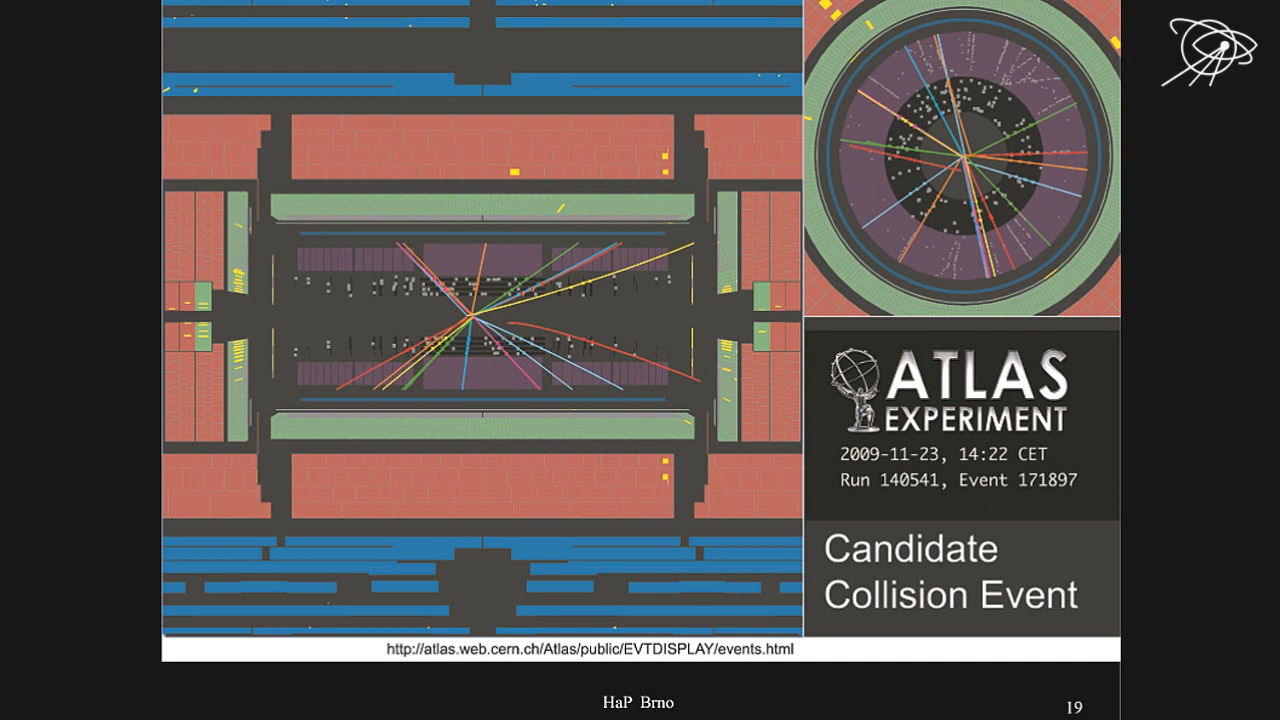 ATLAS
EXPERIMENT
2009-11-23, 14:22 CET
Run 140541, Event 171897
Candidate
Collision Event
http://atlas.web.cern.ch/Atlas/public/EVTDISPLAY/events.html
HaP Brno
19